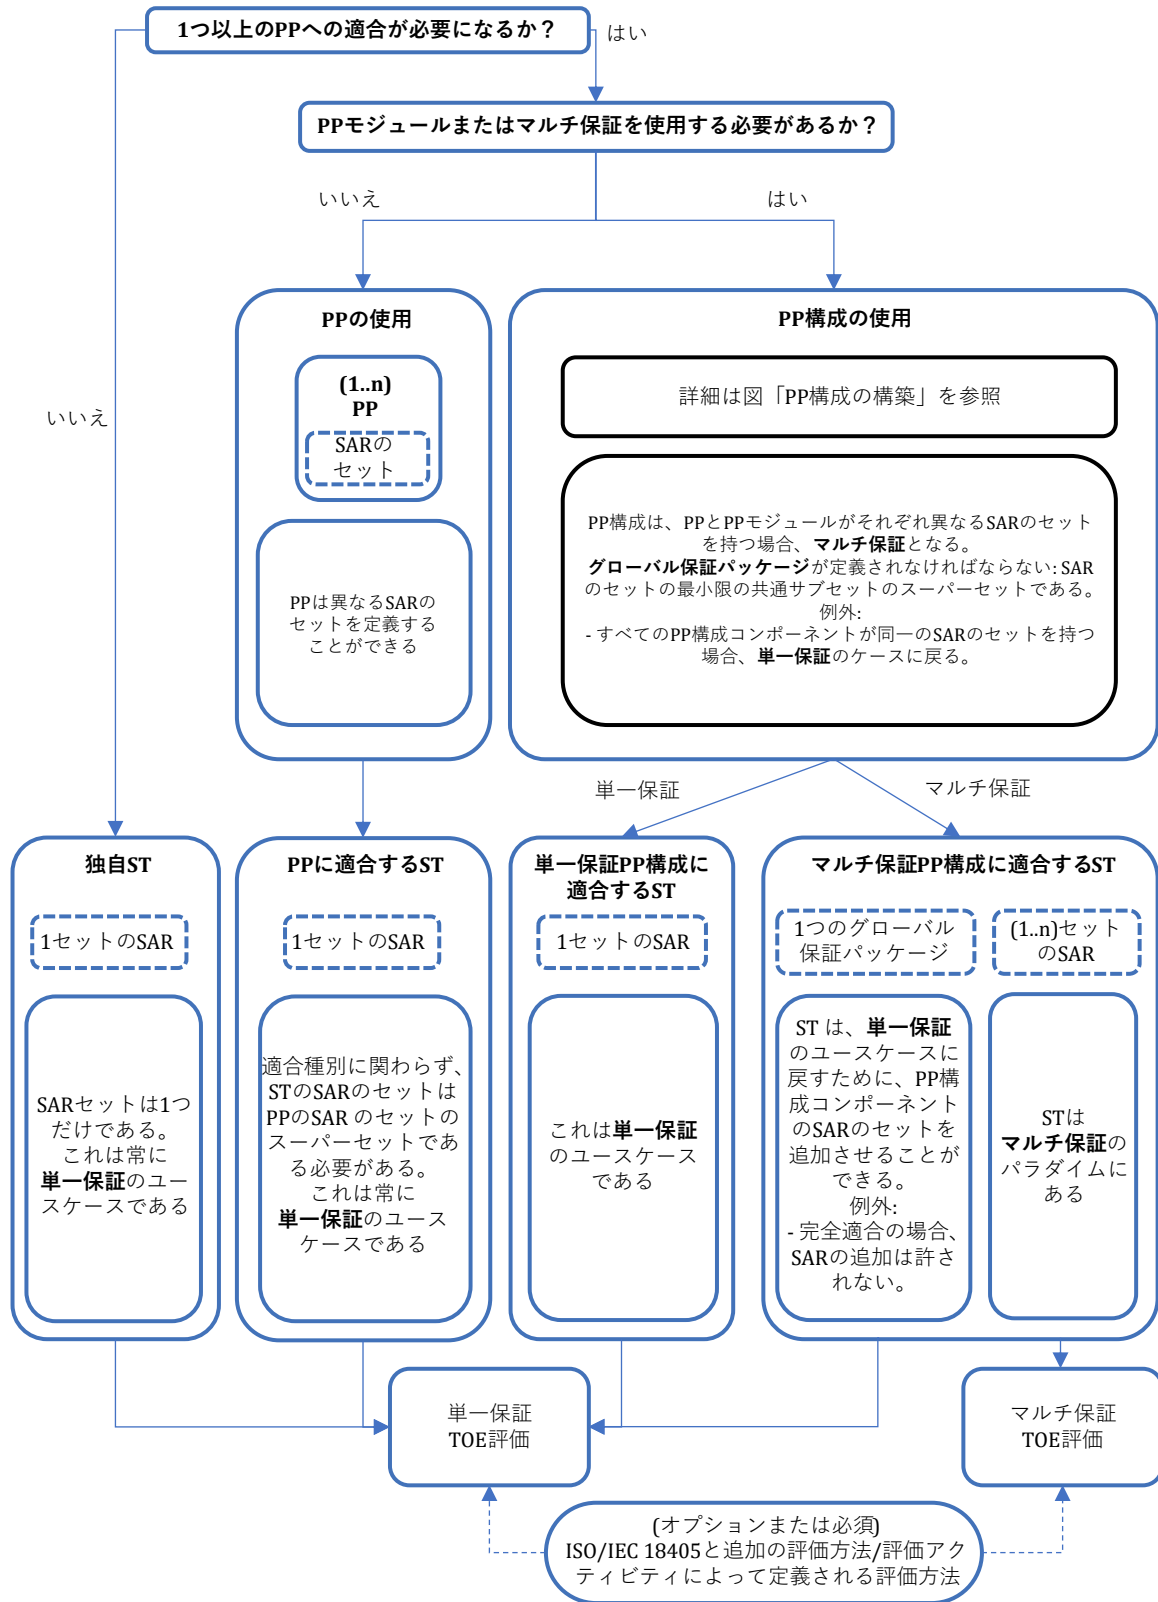 1つ以上のPPへの適合が必要になるか？
はい
PPモジュールまたはマルチ保証を使用する必要があるか？
いいえ
はい
いいえ
PPの使用
(1..n)
PP
SARの
セット
PPは異なるSARの
セットを定義する
ことができる
PP構成の使用
詳細は図「PP構成の構築」を参照
PP構成は、PPとPPモジュールがそれぞれ異なるSARのセット
を持つ場合、マルチ保証となる。
グローバル保証パッケージが定義されなければならない: SAR
のセットの最小限の共通サブセットのスーパーセットである。
例外:
- すべてのPP構成コンポーネントが同一のSARのセットを持つ
場合、単一保証のケースに戻る。
単一保証
マルチ保証
独自ST
1セットのSAR
SARセットは1つ
だけである。
これは常に
単一保証のユー
スケースである
PPに適合するST
1セットのSAR
適合種別に関わらず、
STのSARのセットは
PPのSAR のセットの
スーパーセットであ
る必要がある。
これは常に
単一保証のユース
ケースである
単一保証PP構成に
適合するST
1セットのSAR
これは単一保証
のユースケース
である
マルチ保証PP構成に適合するST
1つのグローバル
保証パッケージ
ST は、単一保証
のユースケースに
戻すために、PP構
成コンポーネント
のSARのセットを
追加させることが
できる。
例外:
- 完全適合の場合、
SARの追加は許さ
れない。
(1..n)セット
のSAR
STは
マルチ保証の
パラダイムに
ある
単一保証
TOE評価
マルチ保証
TOE評価
(オプションまたは必須)
ISO/IEC 18405と追加の評価方法/評価アク
ティビティによって定義される評価方法